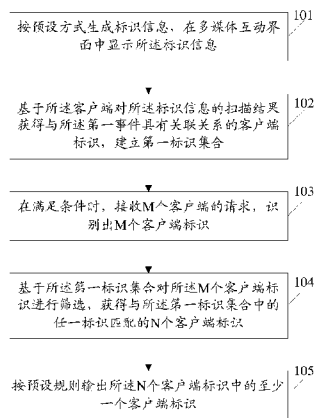 101
按预设方式生成标识信息，在多媒体互动界
面中显示所述标识信息
102
基于所述客户端对所述标识信息的扫描结果
获得与所述第一事件具有关联关系的客户端
标识，建立第一标识集合
103
在满足条件时，接收M个客户端的请求，识
别出M个客户端标识
104
基于所述第一标识集合对所述M个客户端标
识进行筛选，获得与所述第一标识集合中的
任一标识匹配的N个客户端标识
105
按预设规则输出所述N个客户端标识中的至少
一个客户端标识